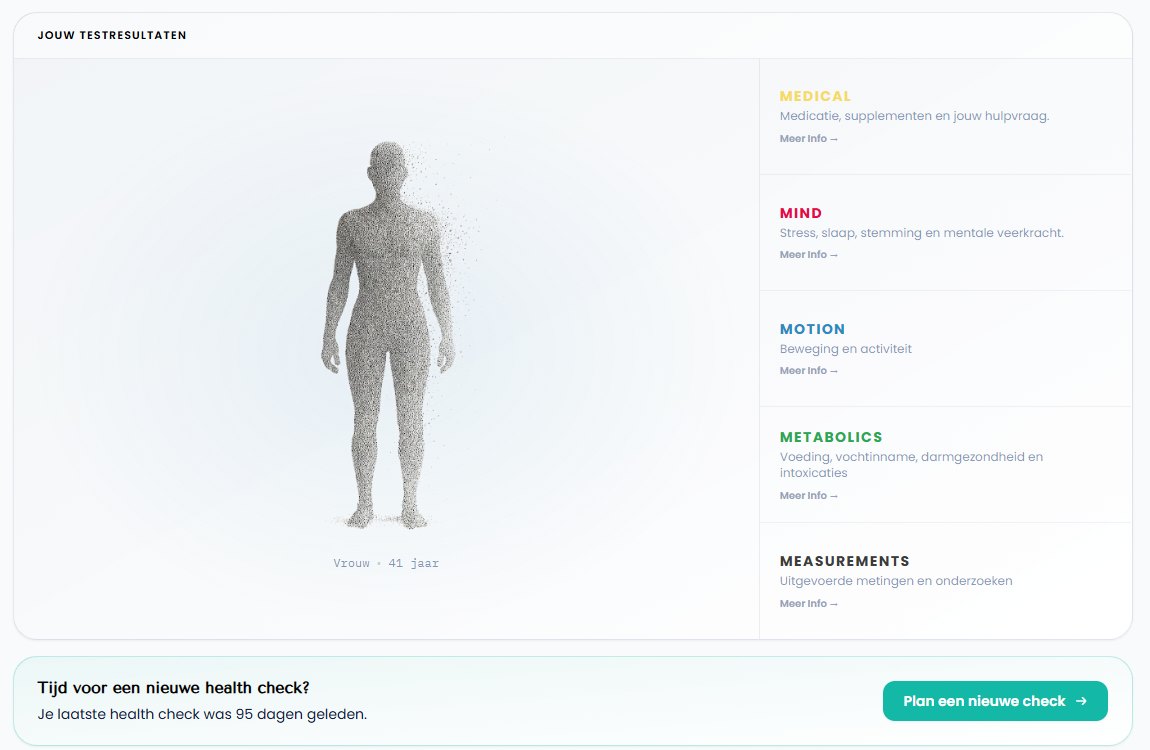 JOUW TESTRESULTATEN
MEDICAL
Medicatie, supplementen en jouw hulpvraag.
Meer Info →
MIND
Stress, slaap, stemming en mentale veerkracht.
Meer Info →
MOTION
Beweging en activiteit
Meer Info →
METABOLICS
Voeding, vochtinname, darmgezondheid en
intoxicaties
Meer Info →
MEASUREMENTS
Uitgevoerde metingen en onderzoeken
Meer Info →
Vrouw • 41 jaar
Tijd voor een nieuwe health check?
Je laatste health check was 95 dagen geleden.
Plan een nieuwe check →